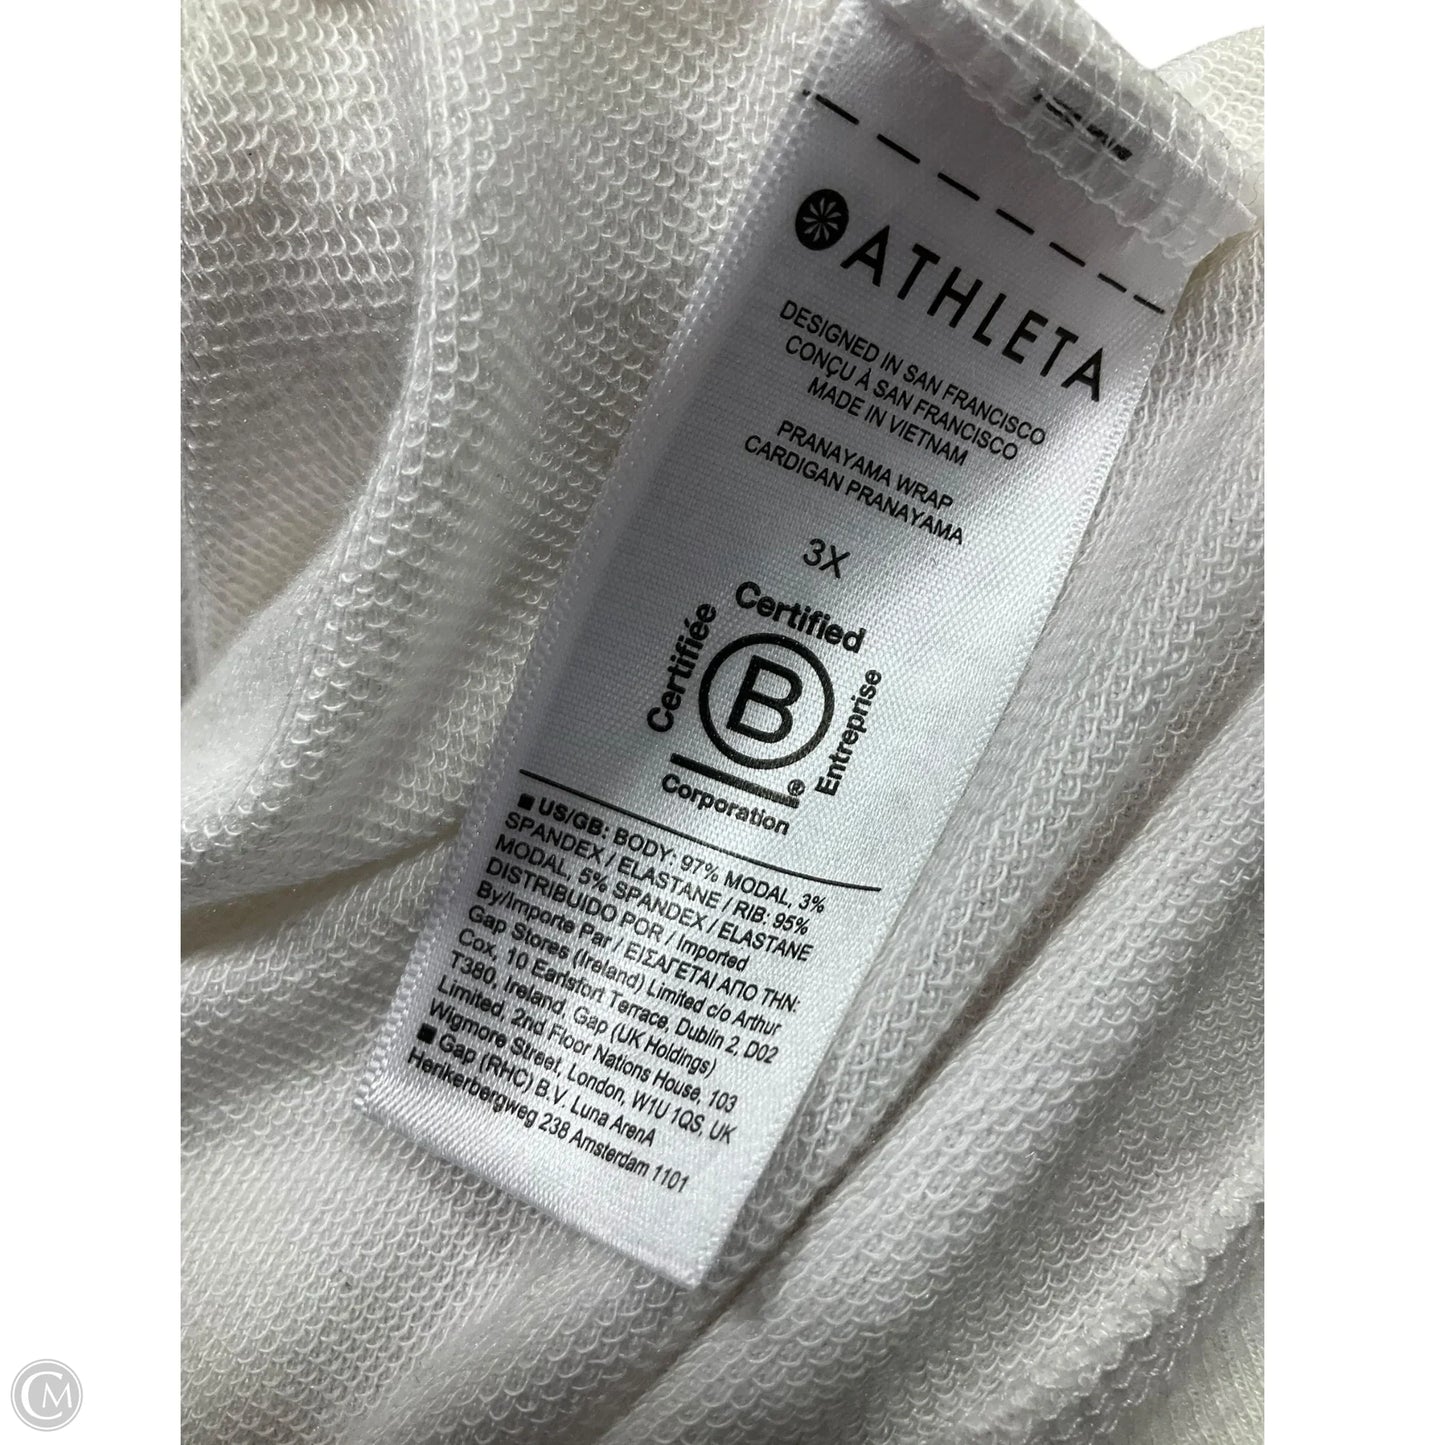 ATHLETA
DESIGNED IN SAN FRANCISCO
CONÇU À SAN FRANCISCO
MADE IN VIETNAM
PRANAYAMA WRAP
CARDIGAN PRANAYAMA
3X
Certified
Certifiée
B
Entreprise
®
Corporation
■ US/GB: BODY: 97% MODAL, 3%
SPANDEX / ELASTANE / RIB: 95%
MODAL, 5% SPANDEX / ELASTANE
DISTRIBUIDO POR / Imported
By/Importe Par / ΕΙΣΑΓΕΤΑΙ ΑΠΟ ΤΗΝ:
Gap Stores (Ireland) Limited c/o Arthur
Cox, 10 Earlsfort Terrace, Dublin 2, D02
T380, Ireland, Gap (UK Holdings)
Limited, 2nd Floor Nations House, 103
Wigmore Street, London, W1U 1QS, UK
■ Gap (RHC) B.V. Luna ArenA
Herikerbergweg 238 Amsterdam 1101
CM